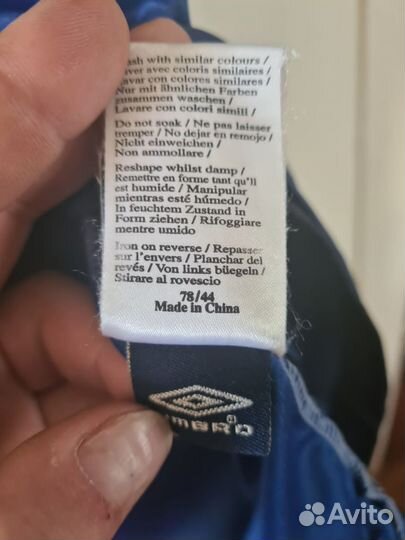 ash with similar colours /
ver avec coloris similaires /
avar con colores similares /
Nur mit ähnlichen Farben
zusammen waschen /
Lavare con colori simili /
Do not soak / Ne pas laisser
tremper / No dejar en remojo /
Nicht einweichen /
Non ammollare /
Reshape whilst damp /
Remettre en forme tant qu'il
est humide / Manipular
mientras esté húmedo /
In feuchtem Zustand in
Form ziehen / Rifoggiare
mentre umido
Iron on reverse / Repasser
sur l'envers / Planchar del
revés / Von links bügeln /
Stirare al rovescio
78/44
Made in China
UMBRO
Avito